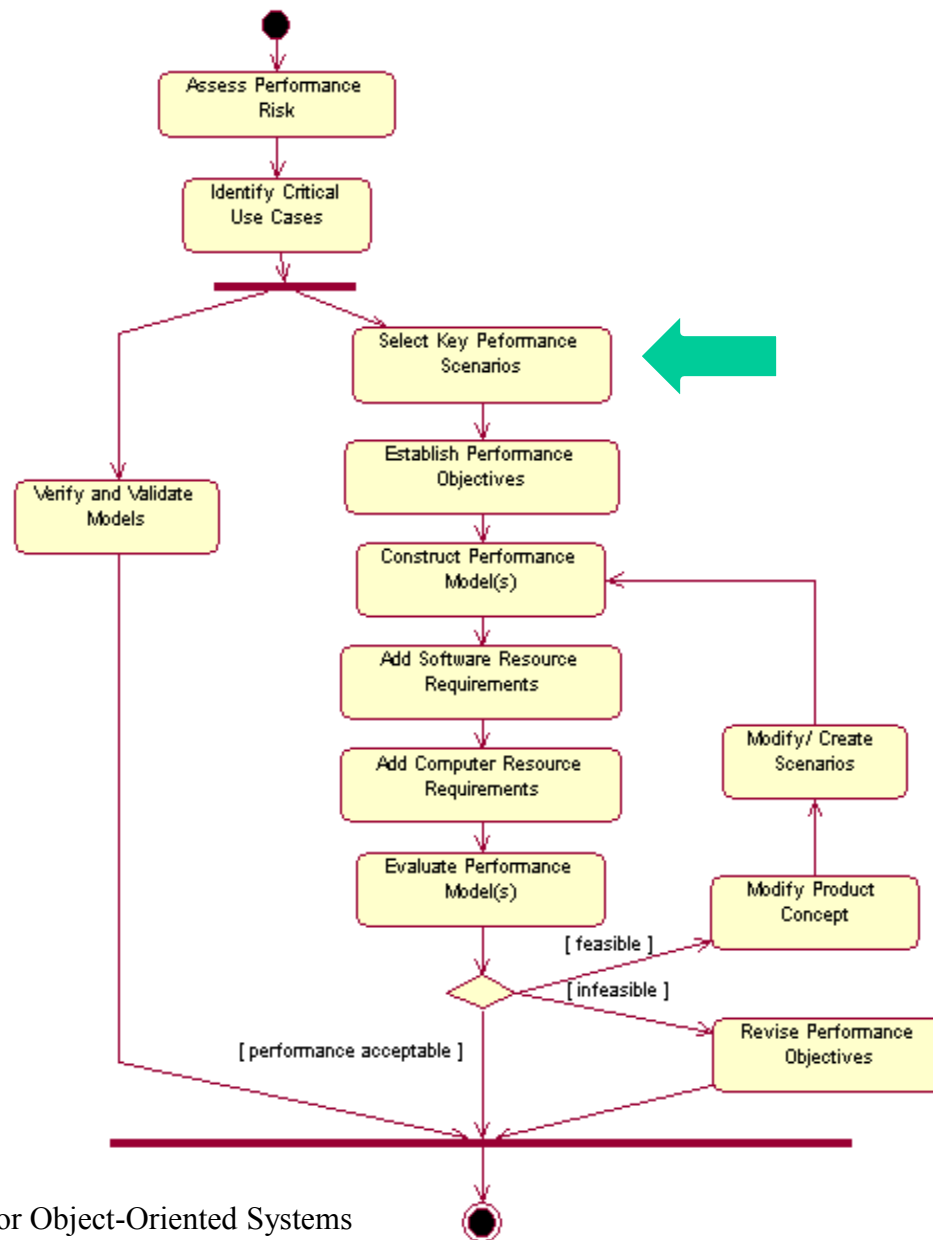 Assess Performance
Risk
Identify Critical
Use Cases
Select Key Peformance
Scenarios
Establish Performance
Objectives
Verify and Validate
Models
Construct Performance
Model(s)
Add Software Resource
Requirements
Modify/ Create
Scenarios
Add Computer Resource
Requirements
Evaluate Performance
Model(s)
Modify Product
Concept
[ feasible ]
[ infeasible ]
Revise Performance
Objectives
[ performance acceptable ]
or Object-Oriented Systems